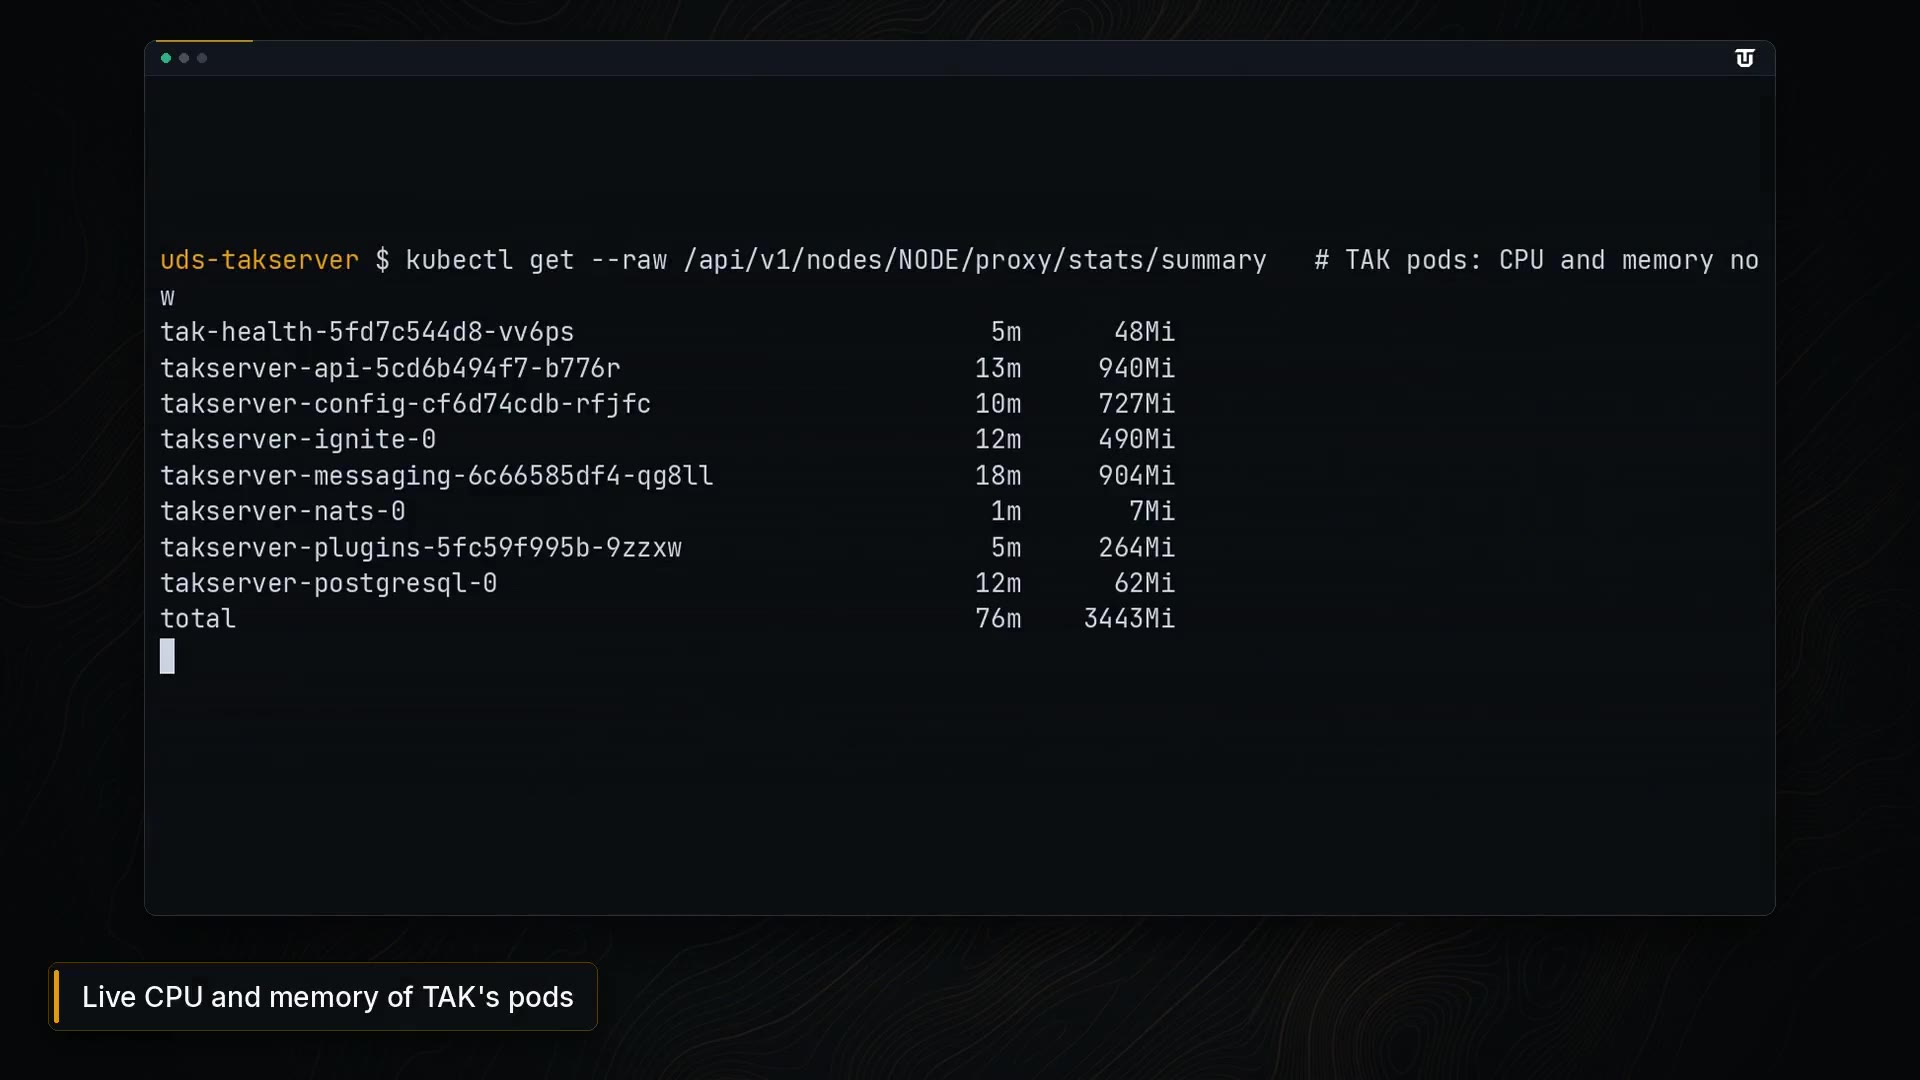 uds-takserver $ kubectl get --raw /api/v1/nodes/NODE/proxy/stats/summary   # TAK pods: CPU and memory no
w
tak-health-5fd7c544d8-vv6ps 5m 48Mi
takserver-api-5cd6b494f7-b776r 13m 940Mi
takserver-config-cf6d74cdb-rfjfc 10m 727Mi
takserver-ignite-0 12m 490Mi
takserver-messaging-6c66585df4-qg8ll 18m 904Mi
takserver-nats-0 1m 7Mi
takserver-plugins-5fc59f995b-9zzxw 5m 264Mi
takserver-postgresql-0 12m 62Mi
total 76m 3443Mi
Live CPU and memory of TAK's pods